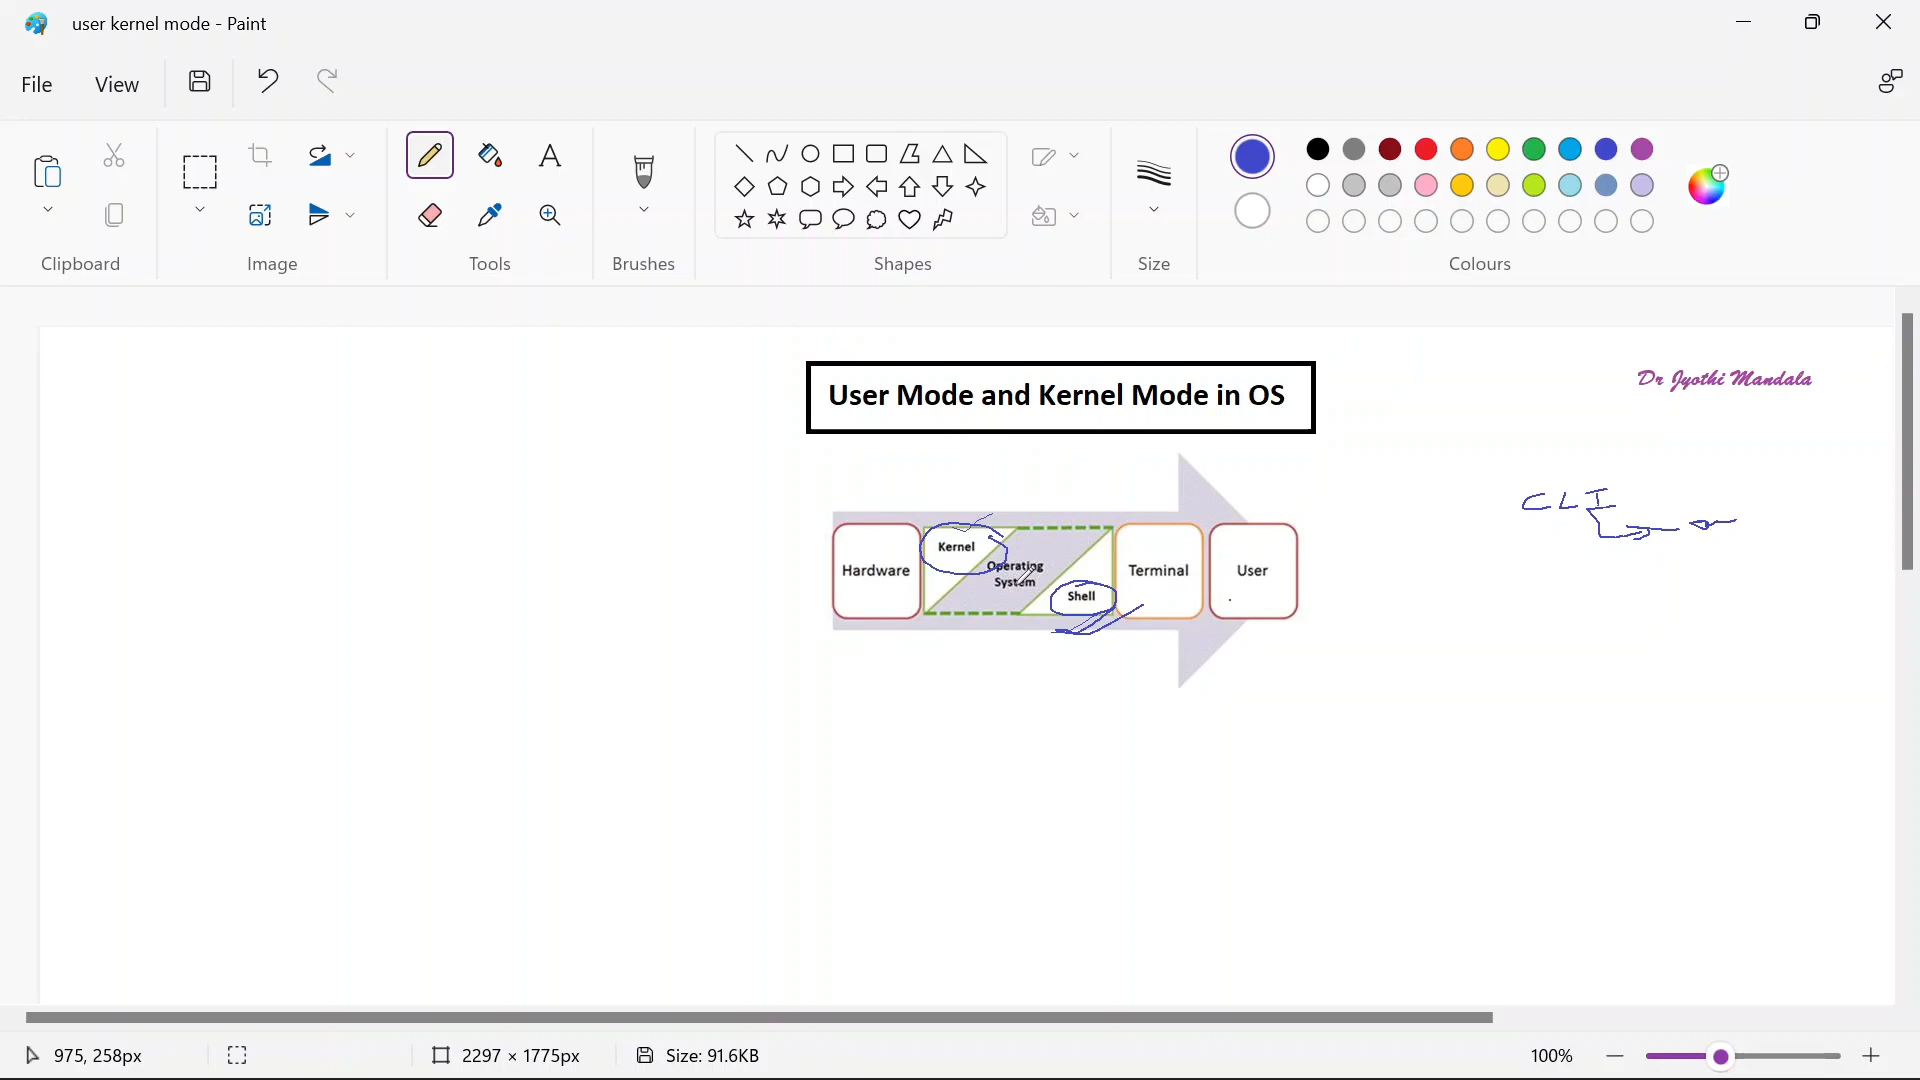 user kernel mode - Paint
File View
Clipboard
Image
Tools
Brushes
Shapes
Size
Colours
User Mode and Kernel Mode in OS
Dr Jyothi Mandala
CLI
Hardware
Kernel
Operating
System
Shell
Terminal
User
975, 258px
2297 × 1775px
Size: 91.6KB
100%